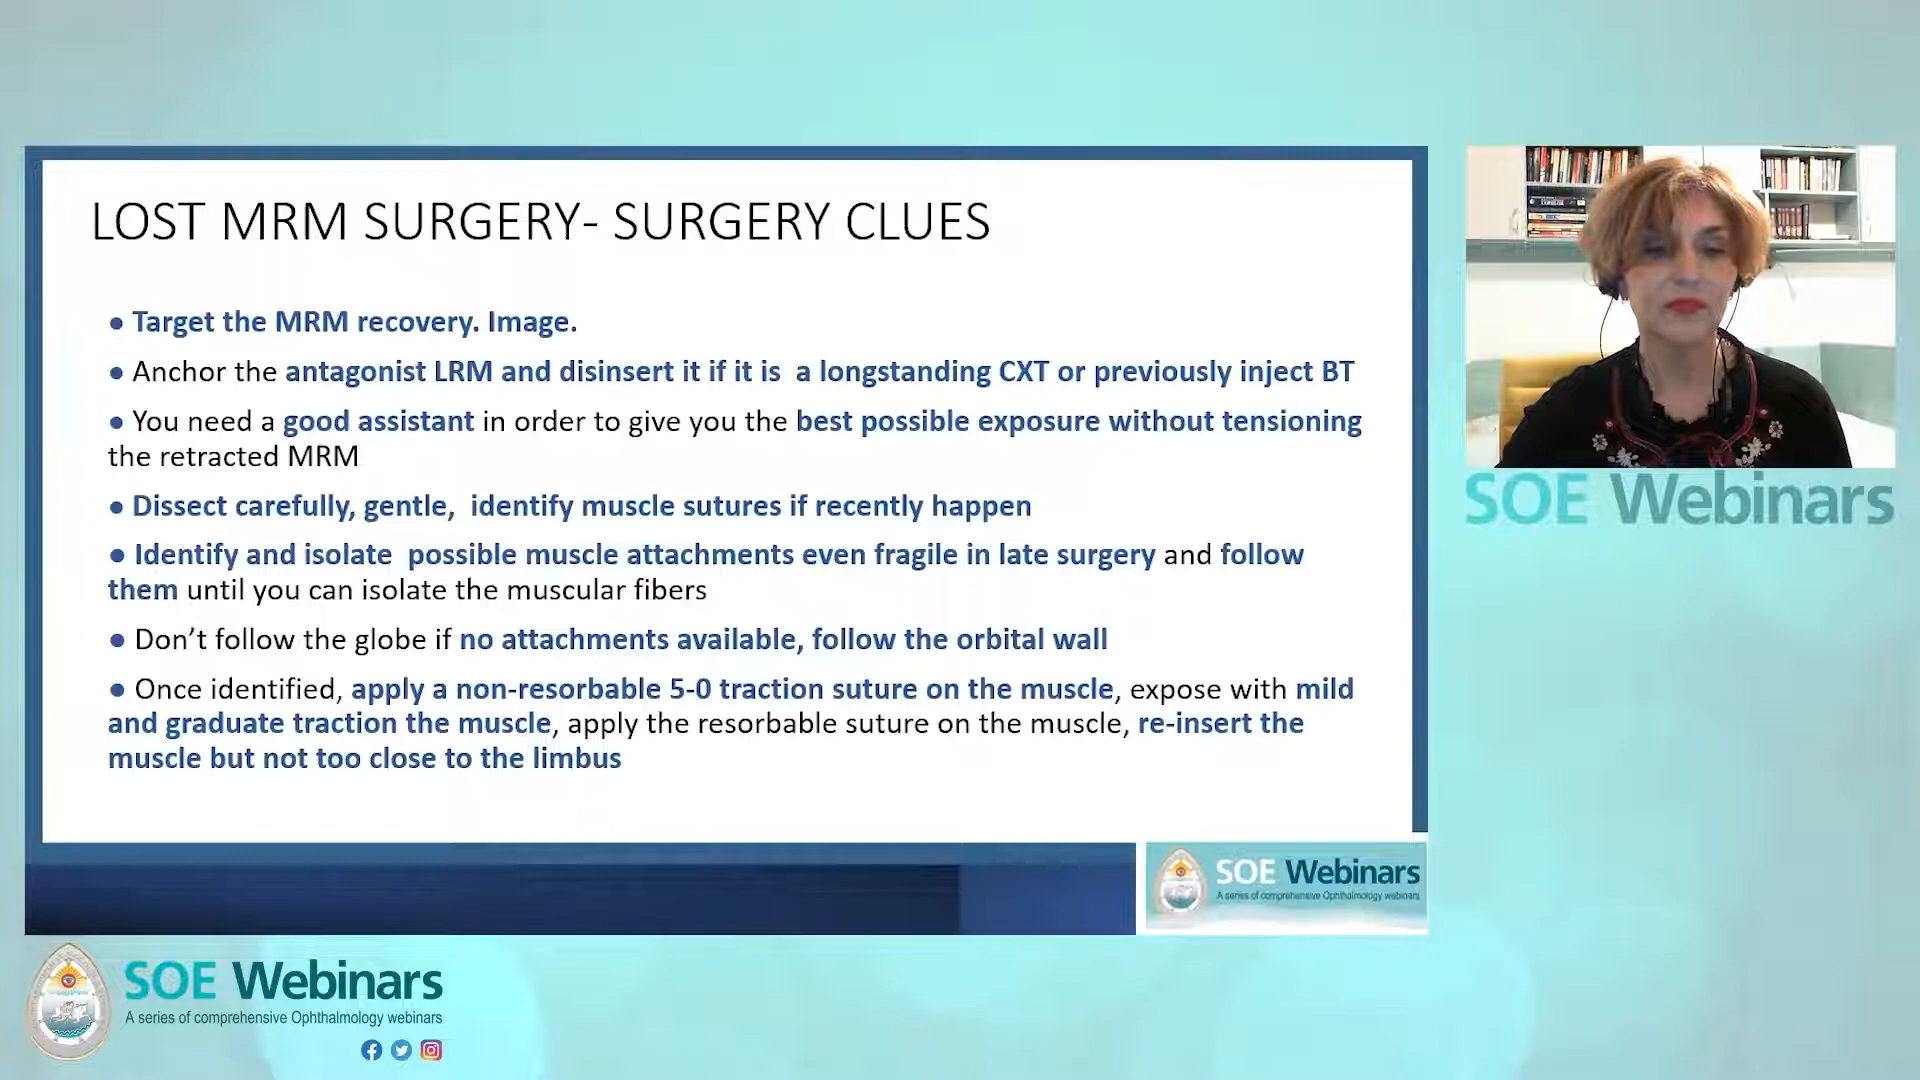 LOST MRM SURGERY- SURGERY CLUES
● Target the MRM recovery. Image.
● Anchor the antagonist LRM and disinsert it if it is a longstanding CXT or previously inject BT
● You need a good assistant in order to give you the best possible exposure without tensioning
the retracted MRM
● Dissect carefully, gentle, identify muscle sutures if recently happen
● Identify and isolate possible muscle attachments even fragile in late surgery and follow
them until you can isolate the muscular fibers
● Don’t follow the globe if no attachments available, follow the orbital wall
● Once identified, apply a non-resorbable 5-0 traction suture on the muscle, expose with mild
and graduate traction the muscle, apply the resorbable suture on the muscle, re-insert the
muscle but not too close to the limbus
SOE Webinars
A series of comprehensive Ophthalmology webinars
SOE Webinars
SOE Webinars
A series of comprehensive Ophthalmology webinars